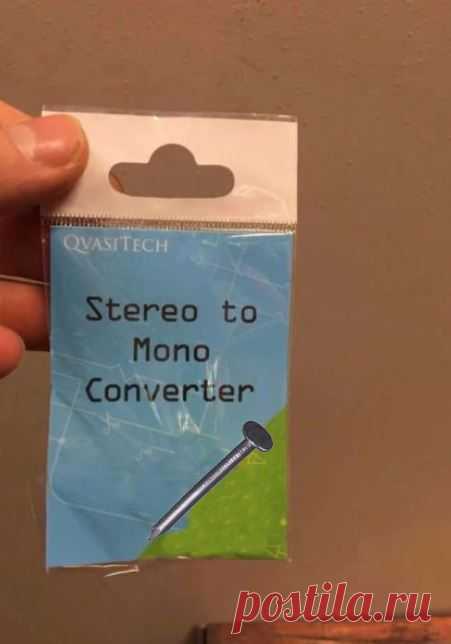 QVASITECH
Stereo to
Mono
Converter
postila.ru